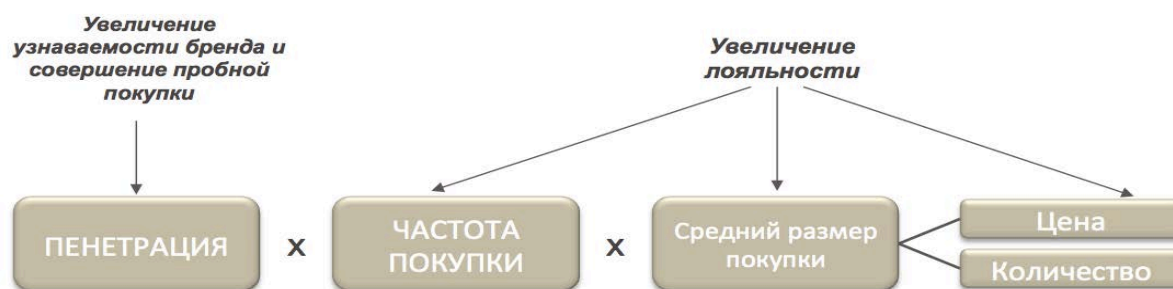 Увеличение
узнаваемости бренда и
совершение пробной
покупки
Увеличение
лояльности
ПЕНЕТРАЦИЯ
X
ЧАСТОТА
ПОКУПКИ
X
Средний размер
покупки
Цена
Количество